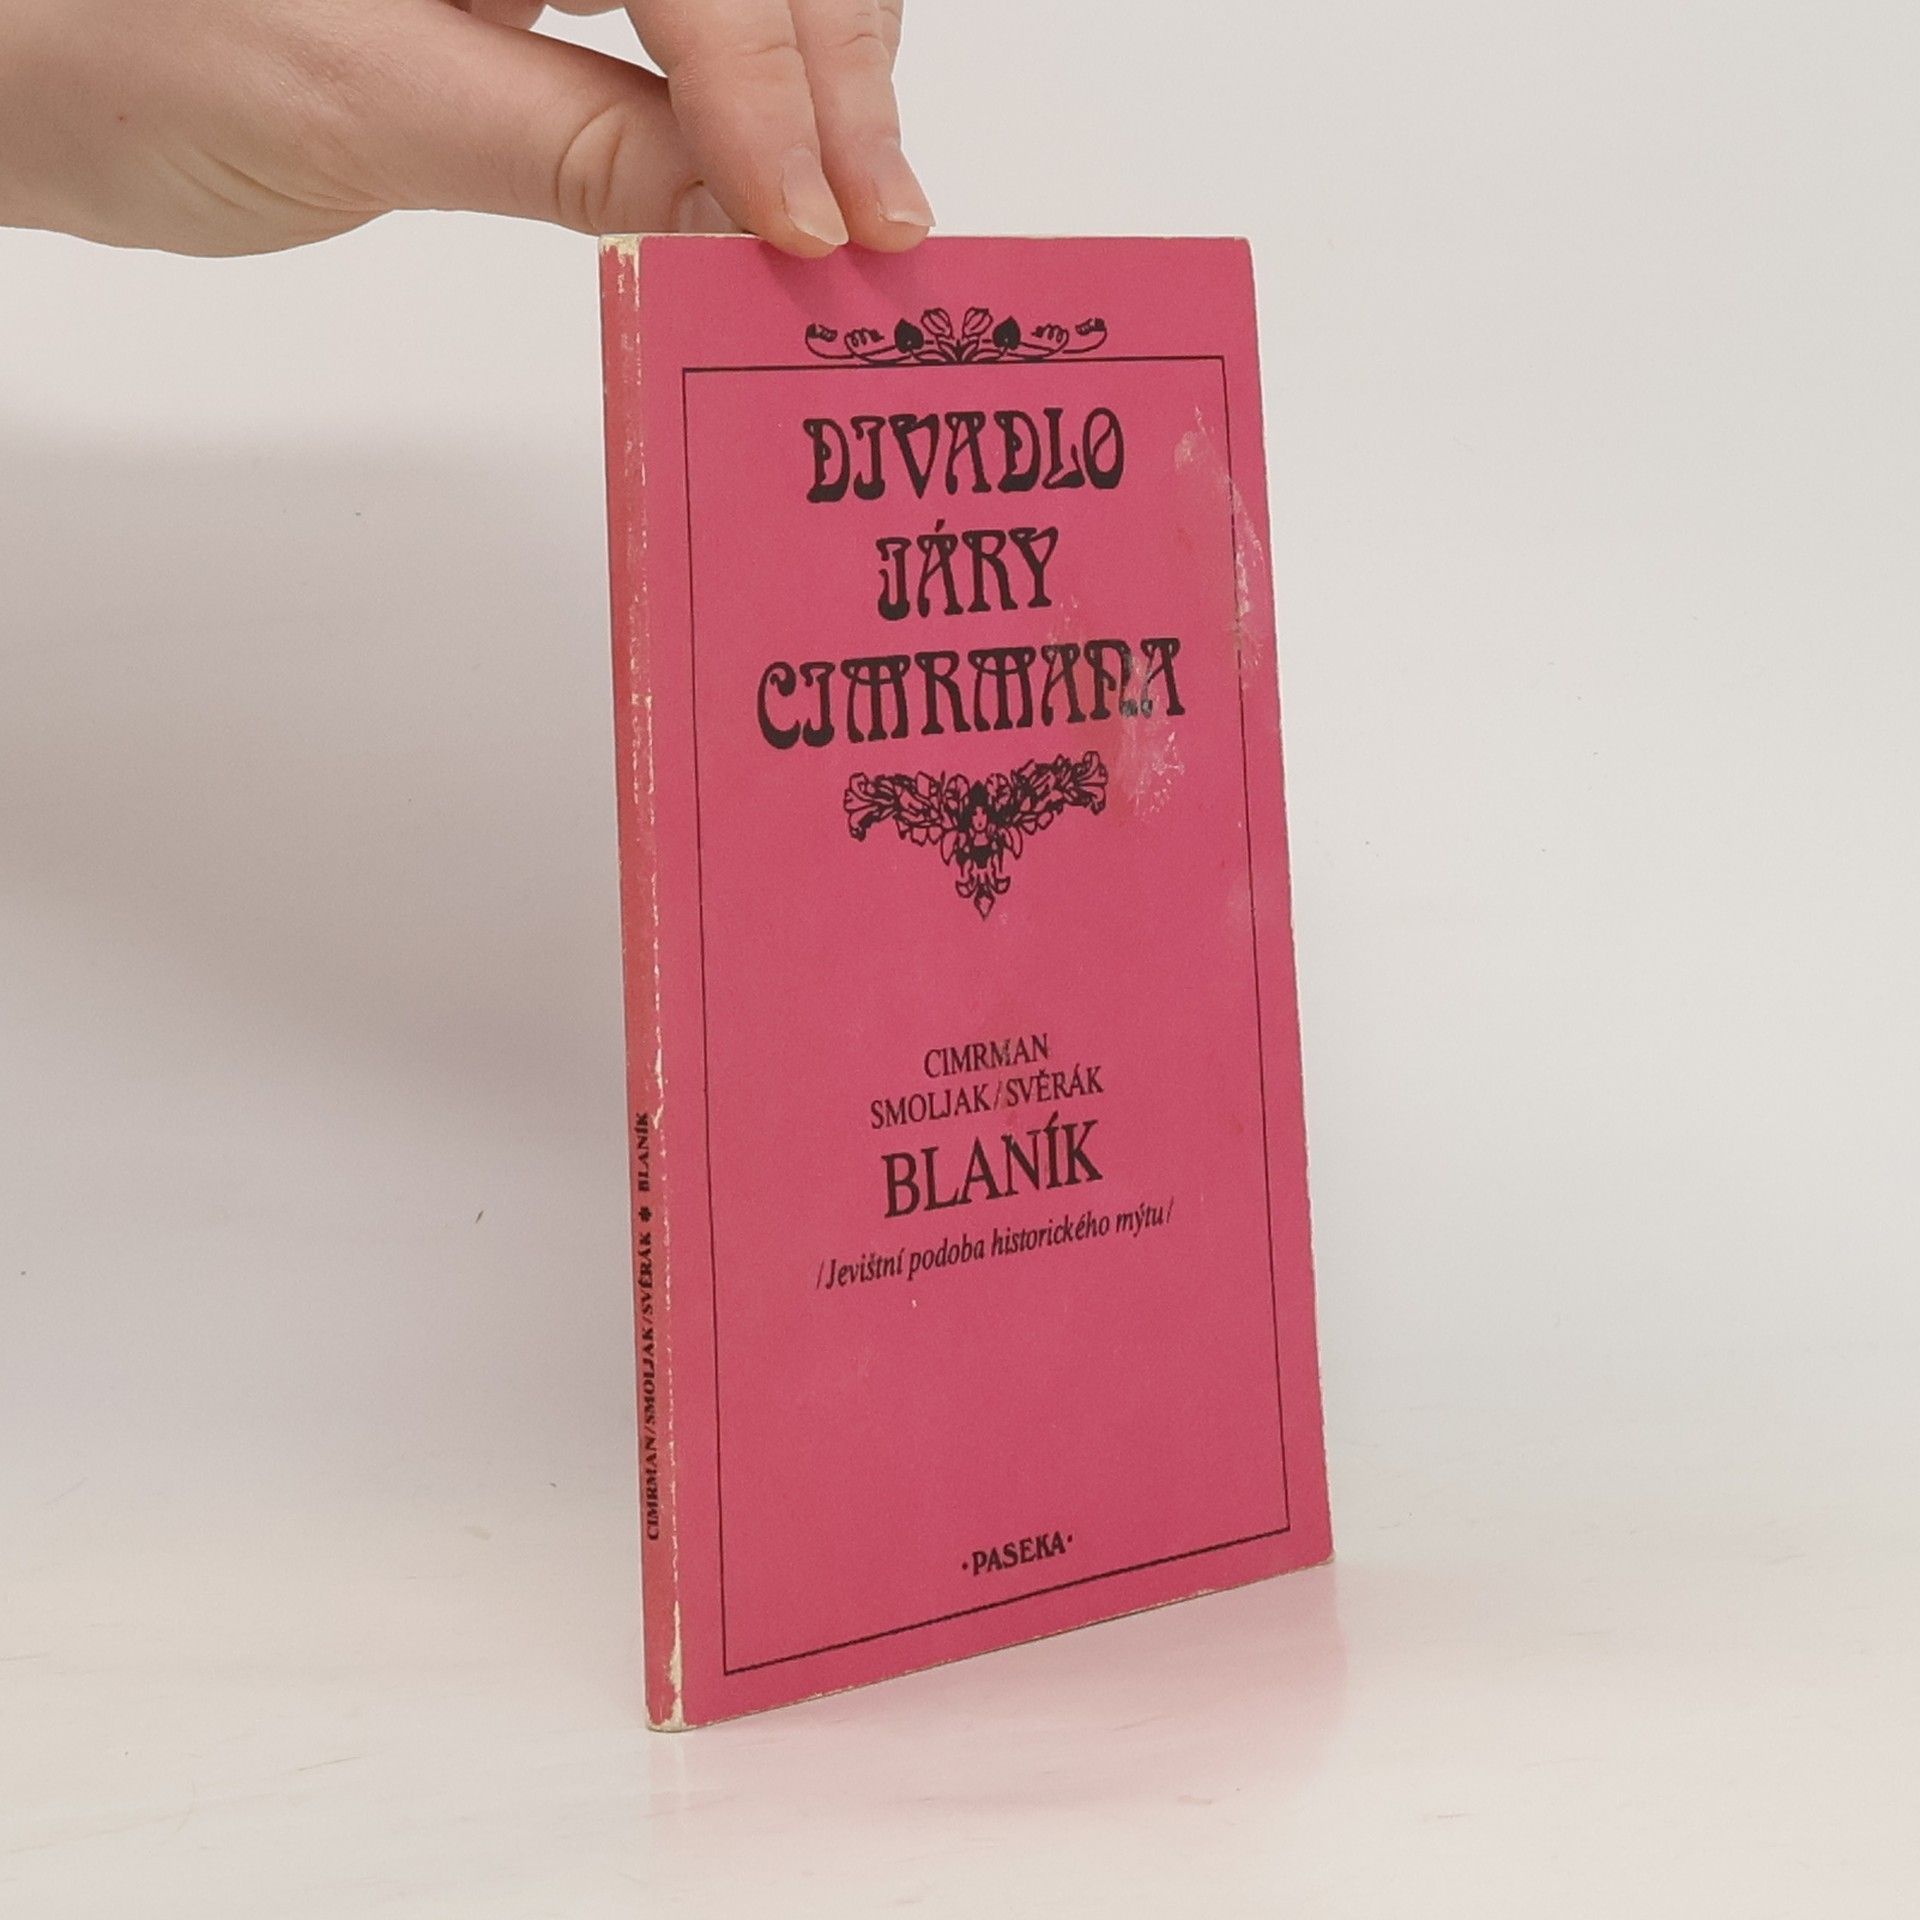 DIVADLO
JÁRY
CIMRMANA
CIMRMAN
SMOLJAK/SVĚRÁK
BLANÍK
/Jevištní podoba historického mýtu/
·PASEKA·
CIMRMAN/SMOLJAK/SVĚRÁK ✽ BLANÍK